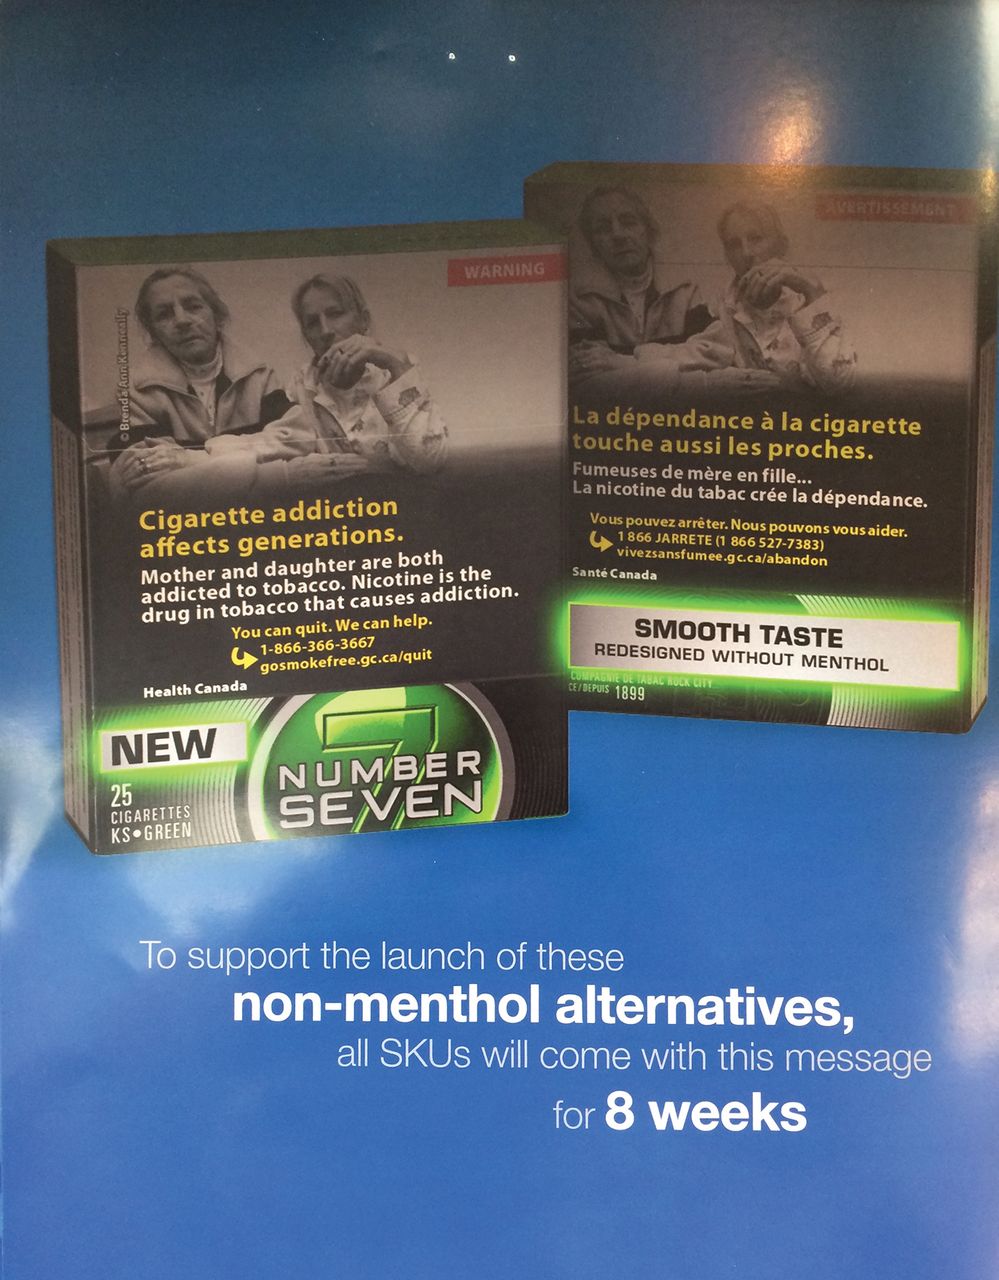 WARNING
© Brenda Ann Kenneally
Cigarette addiction
affects generations.
Mother and daughter are both
addicted to tobacco. Nicotine is the
drug in tobacco that causes addiction.
You can quit. We can help.
1-866-366-3667
gosmokefree.gc.ca/quit
Health Canada
NEW
25
CIGARETTES
KS•GREEN
7
NUMBER
SEVEN
AVERTISSEMENT
La dépendance à la cigarette
touche aussi les proches.
Fumeuses de mère en fille...
La nicotine du tabac crée la dépendance.
Vous pouvez arrêter. Nous pouvons vous aider.
1 866 JARRETE (1 866 527-7383)
vivezsansfumee.gc.ca/abandon
Santé Canada
SMOOTH TASTE
REDESIGNED WITHOUT MENTHOL
COMPAGNIE DE TABAC ROCK CITY
CE/DEPUIS 1899
To support the launch of these
non-menthol alternatives,
all SKUs will come with this message
for 8 weeks